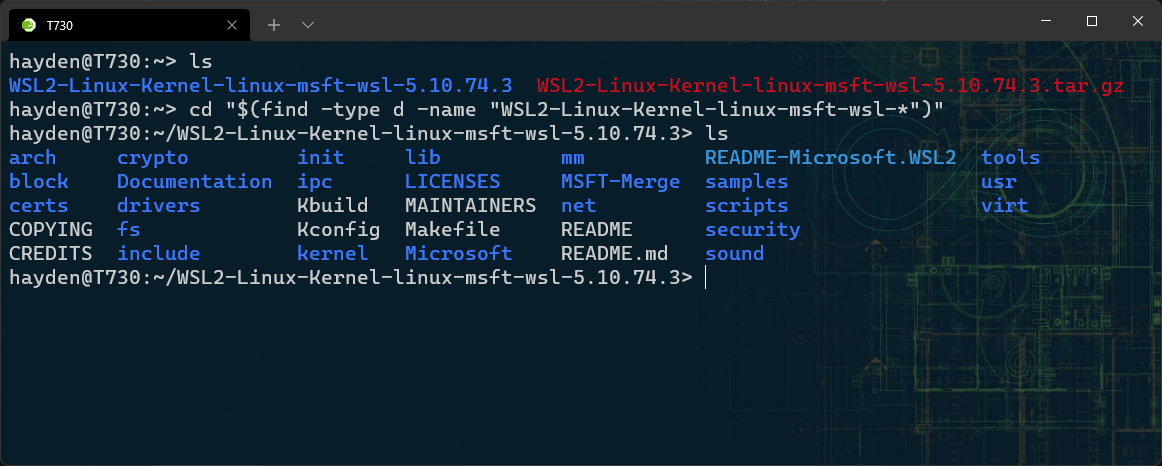 T730
hayden@T730:~> ls
WSL2-Linux-Kernel-linux-msft-wsl-5.10.74.3  WSL2-Linux-Kernel-linux-msft-wsl-5.10.74.3.tar.gz
hayden@T730:~> cd "$(find -type d -name "WSL2-Linux-Kernel-linux-msft-wsl-*")"
hayden@T730:~/WSL2-Linux-Kernel-linux-msft-wsl-5.10.74.3> ls
arch     crypto         init     lib          mm          README-Microsoft.WSL2  tools
block    Documentation  ipc      LICENSES     MSFT-Merge  samples                usr
certs    drivers        Kbuild   MAINTAINERS  net         scripts                virt
COPYING  fs             Kconfig  Makefile     README      security
CREDITS  include        kernel   Microsoft    README.md   sound
hayden@T730:~/WSL2-Linux-Kernel-linux-msft-wsl-5.10.74.3>